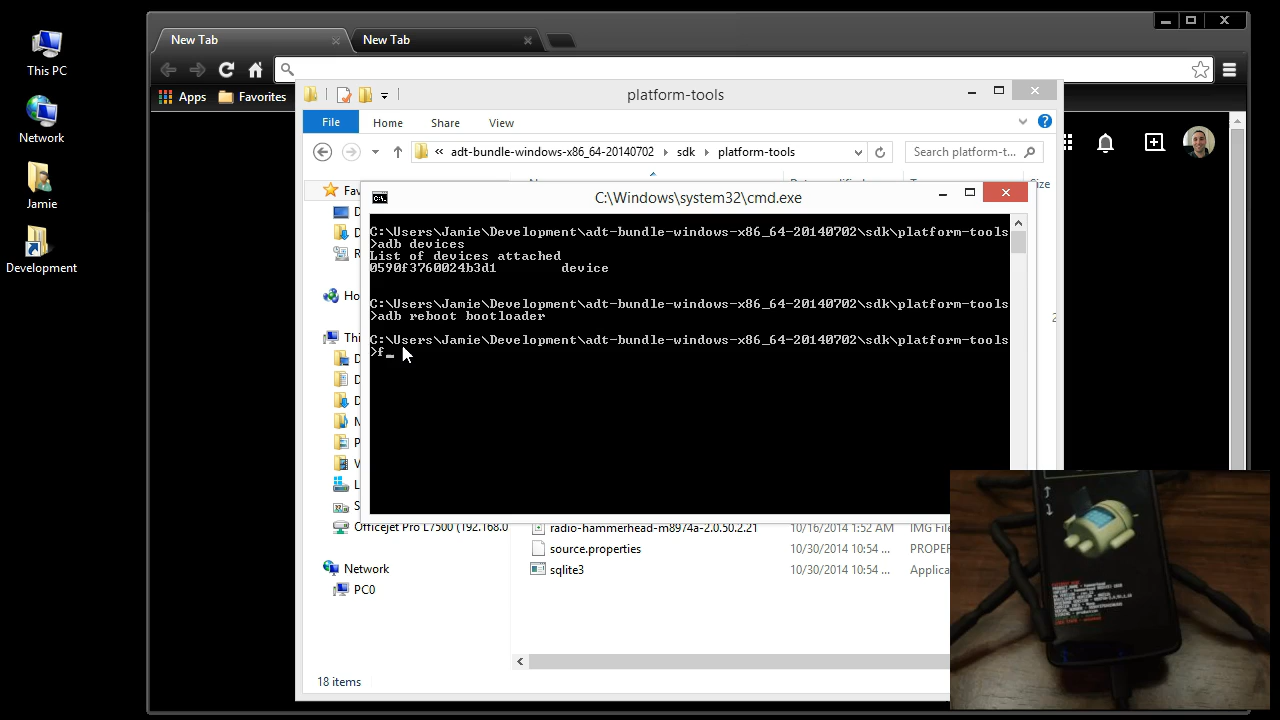 This PC
Network
Jamie
Development
New Tab
New Tab
Apps
Favorites
platform-tools
File
Home
Share
View
« adt-bundle-windows-x86_64-20140702 › sdk › platform-tools
Search platform-t...
Size
C:\Windows\system32\cmd.exe
C:\Users\Jamie\Development\adt-bundle-windows-x86_64-20140702\sdk\platform-tools
>adb devices
List of devices attached
0590f3760024b3d1 device
C:\Users\Jamie\Development\adt-bundle-windows-x86_64-20140702\sdk\platform-tools
>adb reboot bootloader
C:\Users\Jamie\Development\adt-bundle-windows-x86_64-20140702\sdk\platform-tools
>f_
Officejet Pro L7500 (192.168.0
Network
PC0
radio-hammerhead-m8974a-2.0.50.2.21 10/16/2014 1:52 AM IMG File
source.properties 10/30/2014 10:54 ... PROPER
sqlite3 10/30/2014 10:54 ... Applica
18 items